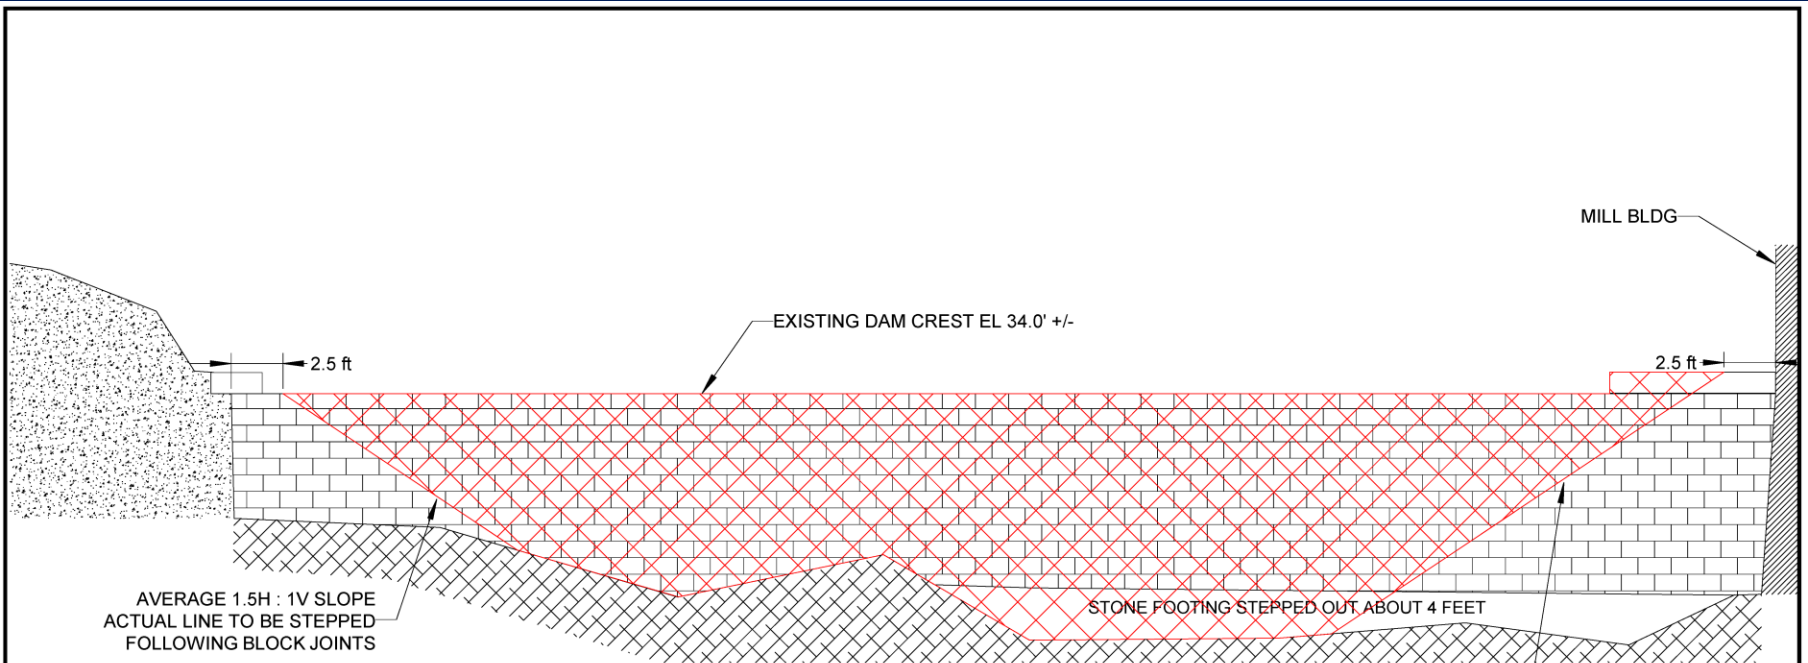 MILL BLDG
EXISTING DAM CREST EL 34.0' +/-
2.5 ft
2.5 ft
AVERAGE 1.5H : 1V SLOPE
ACTUAL LINE TO BE STEPPED
FOLLOWING BLOCK JOINTS
STONE FOOTING STEPPED OUT ABOUT 4 FEET